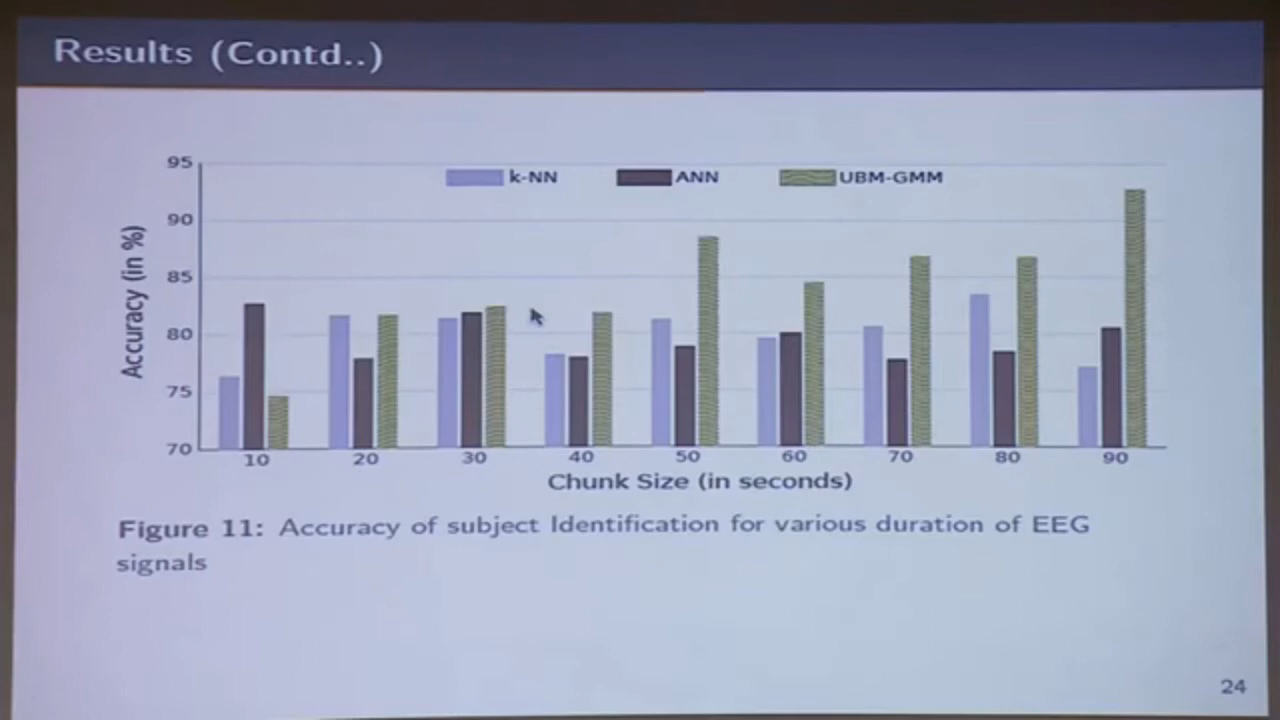 Results (Contd..)
95
90
85
80
75
70
Accuracy (in %)
k-NN
ANN
UBM-GMM
10 20 30 40 50 60 70 80 90
Chunk Size (in seconds)
Figure 11: Accuracy of subject Identification for various duration of EEG
signals
24